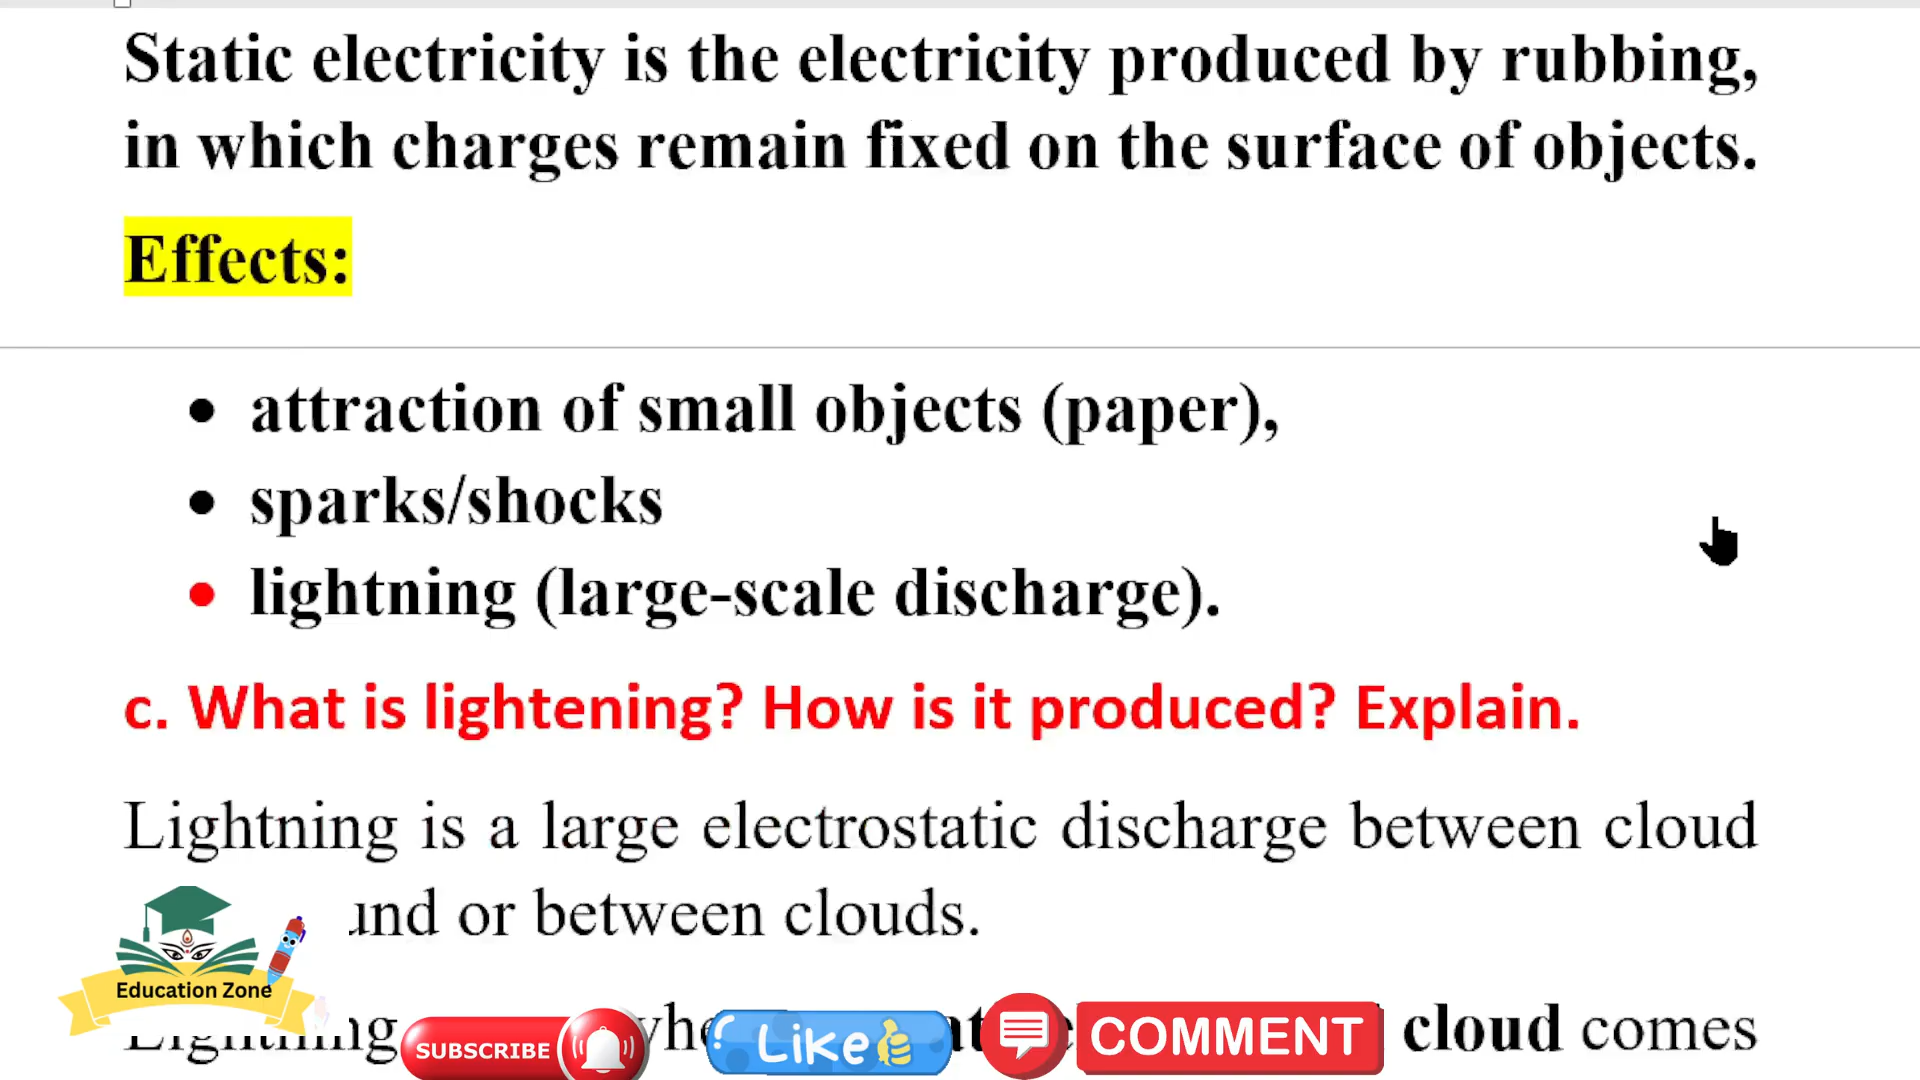 Static electricity is the electricity produced by rubbing,
in which charges remain fixed on the surface of objects.
Effects:
• attraction of small objects (paper),
• sparks/shocks
• lightning (large-scale discharge).
c. What is lightening? How is it produced? Explain.
Lightning is a large electrostatic discharge between cloud
or between clouds.
Education Zone
Lightning cloud comes
SUBSCRIBE
Like
COMMENT